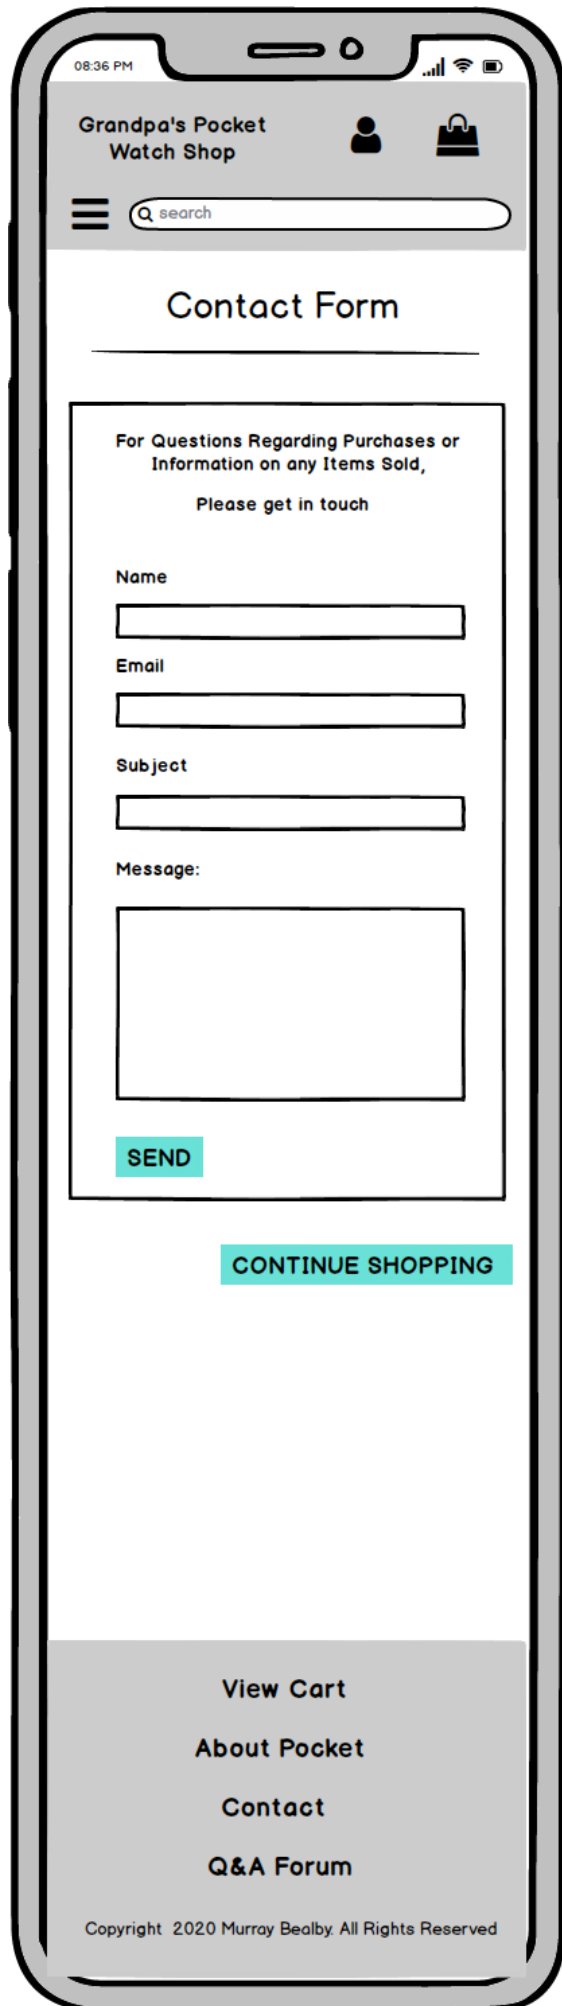 08:36 PM
Grandpa's Pocket
Watch Shop
search
Contact Form
For Questions Regarding Purchases or
Information on any Items Sold,
Please get in touch
Name
Email
Subject
Message:
SEND
CONTINUE SHOPPING
View Cart
About Pocket
Contact
Q&A Forum
Copyright 2020 Murray Bealby. All Rights Reserved